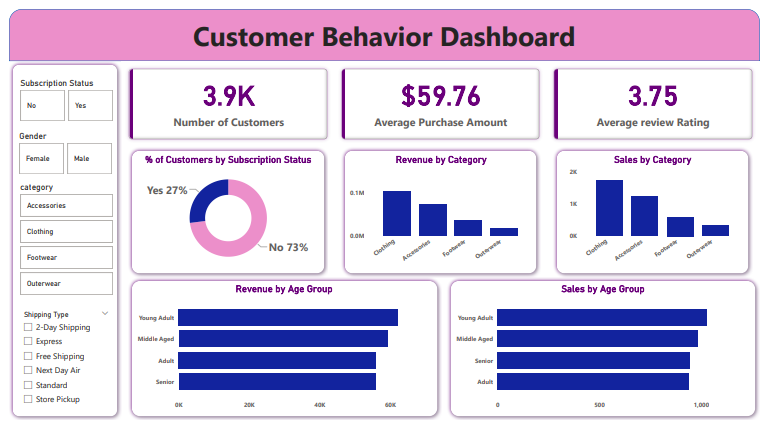 Customer Behavior Dashboard
Subscription Status
No Yes
Gender
Female Male
category
Accessories
Clothing
Footwear
Outerwear
Shipping Type
2-Day Shipping
Express
Free Shipping
Next Day Air
Standard
Store Pickup
3.9K
Number of Customers
$59.76
Average Purchase Amount
3.75
Average review Rating
% of Customers by Subscription Status
Yes 27%
No 73%
Revenue by Category
0.1M
0.0M
Clothing Accessories Footwear Outerwear
Sales by Category
2K
1K
0K
Clothing Accessories Footwear Outerwear
Revenue by Age Group
Young Adult
Middle Aged
Adult
Senior
0K 20K 40K 60K
Sales by Age Group
Young Adult
Middle Aged
Senior
Adult
0 500 1,000